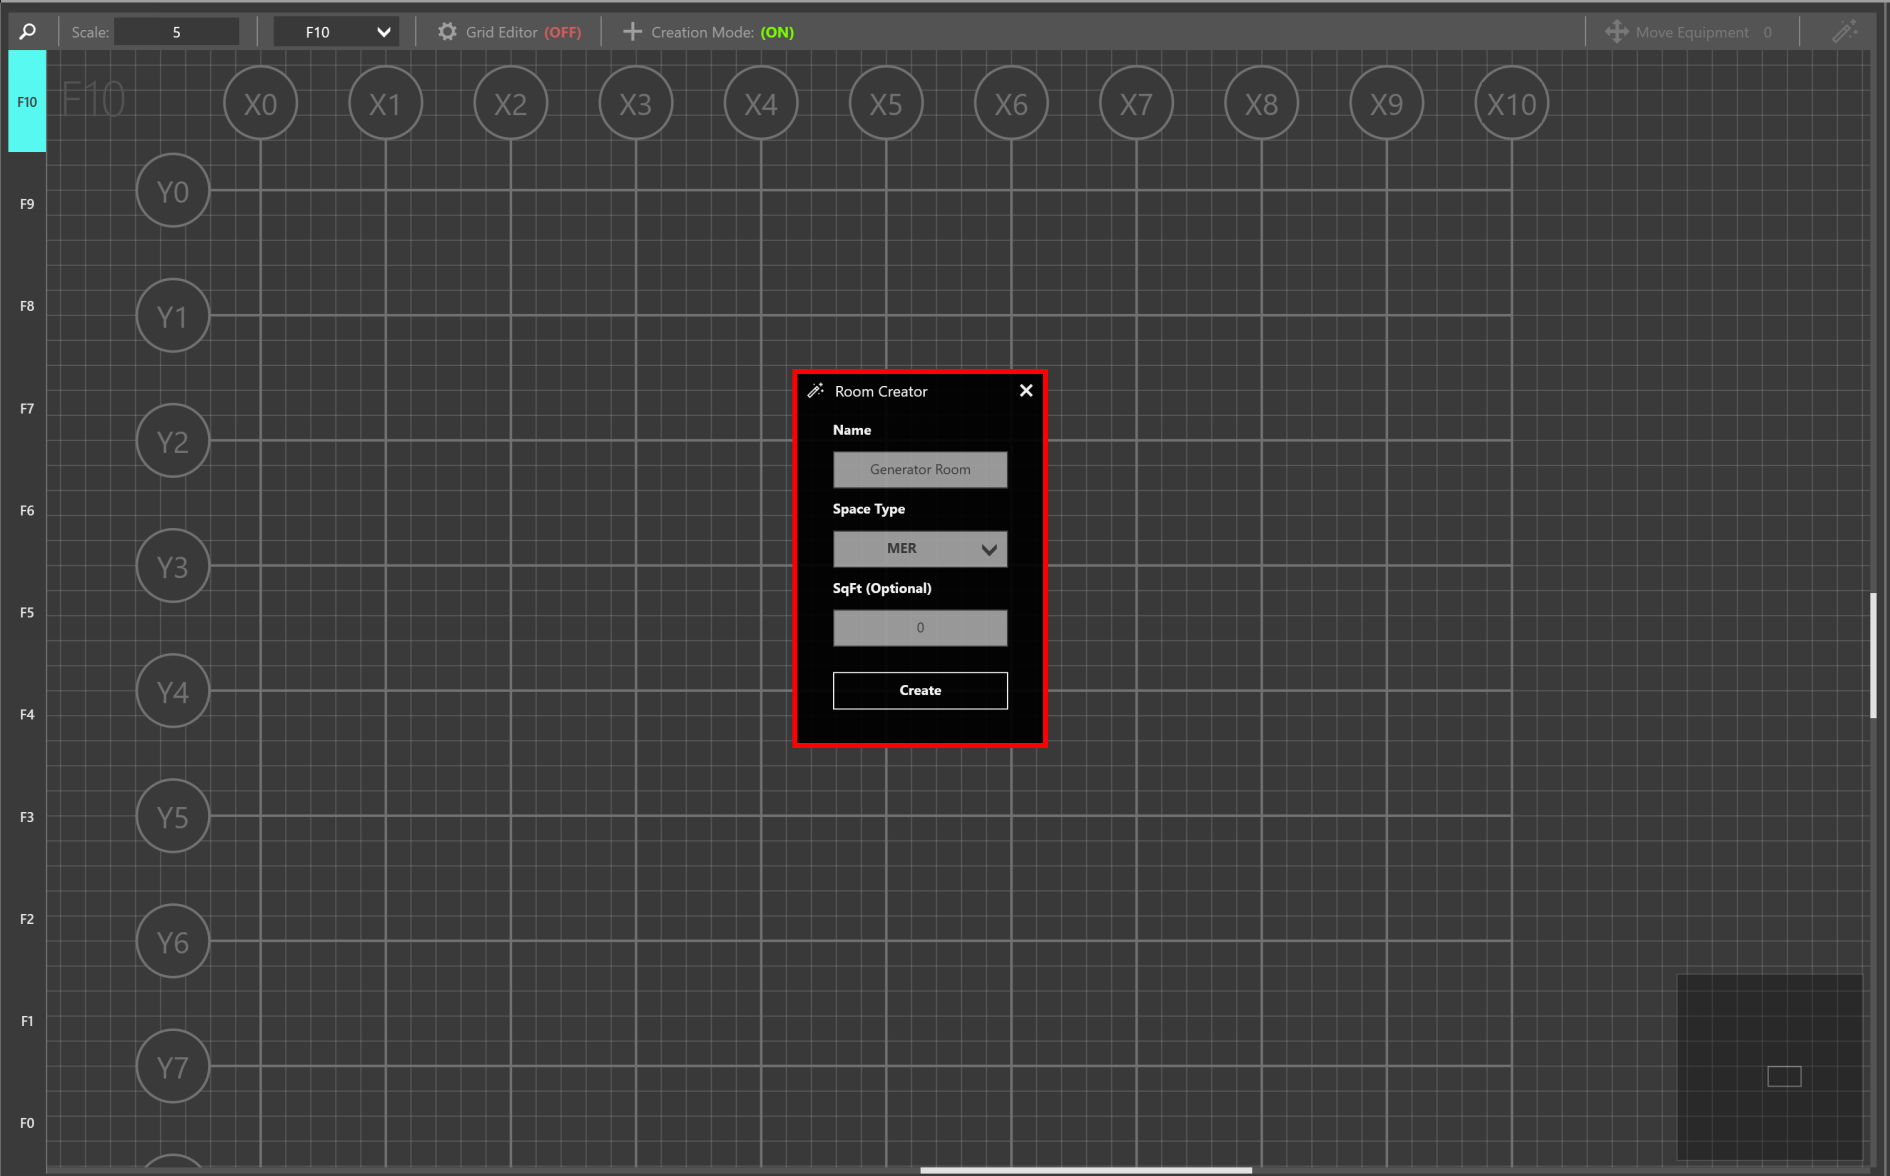 Scale: 5 F10 Grid Editor (OFF) Creation Mode: (ON) Move Equipment 0
F10
F10
X0 X1 X2 X3 X4 X5 X6 X7 X8 X9 X10
Y0
F9
F8
Y1
Room Creator
F7
Name
Y2
Generator Room
F6
Space Type
MER
Y3
SqFt (Optional)
F5
0
Create
Y4
F4
F3
Y5
F2
Y6
F1
Y7
F0